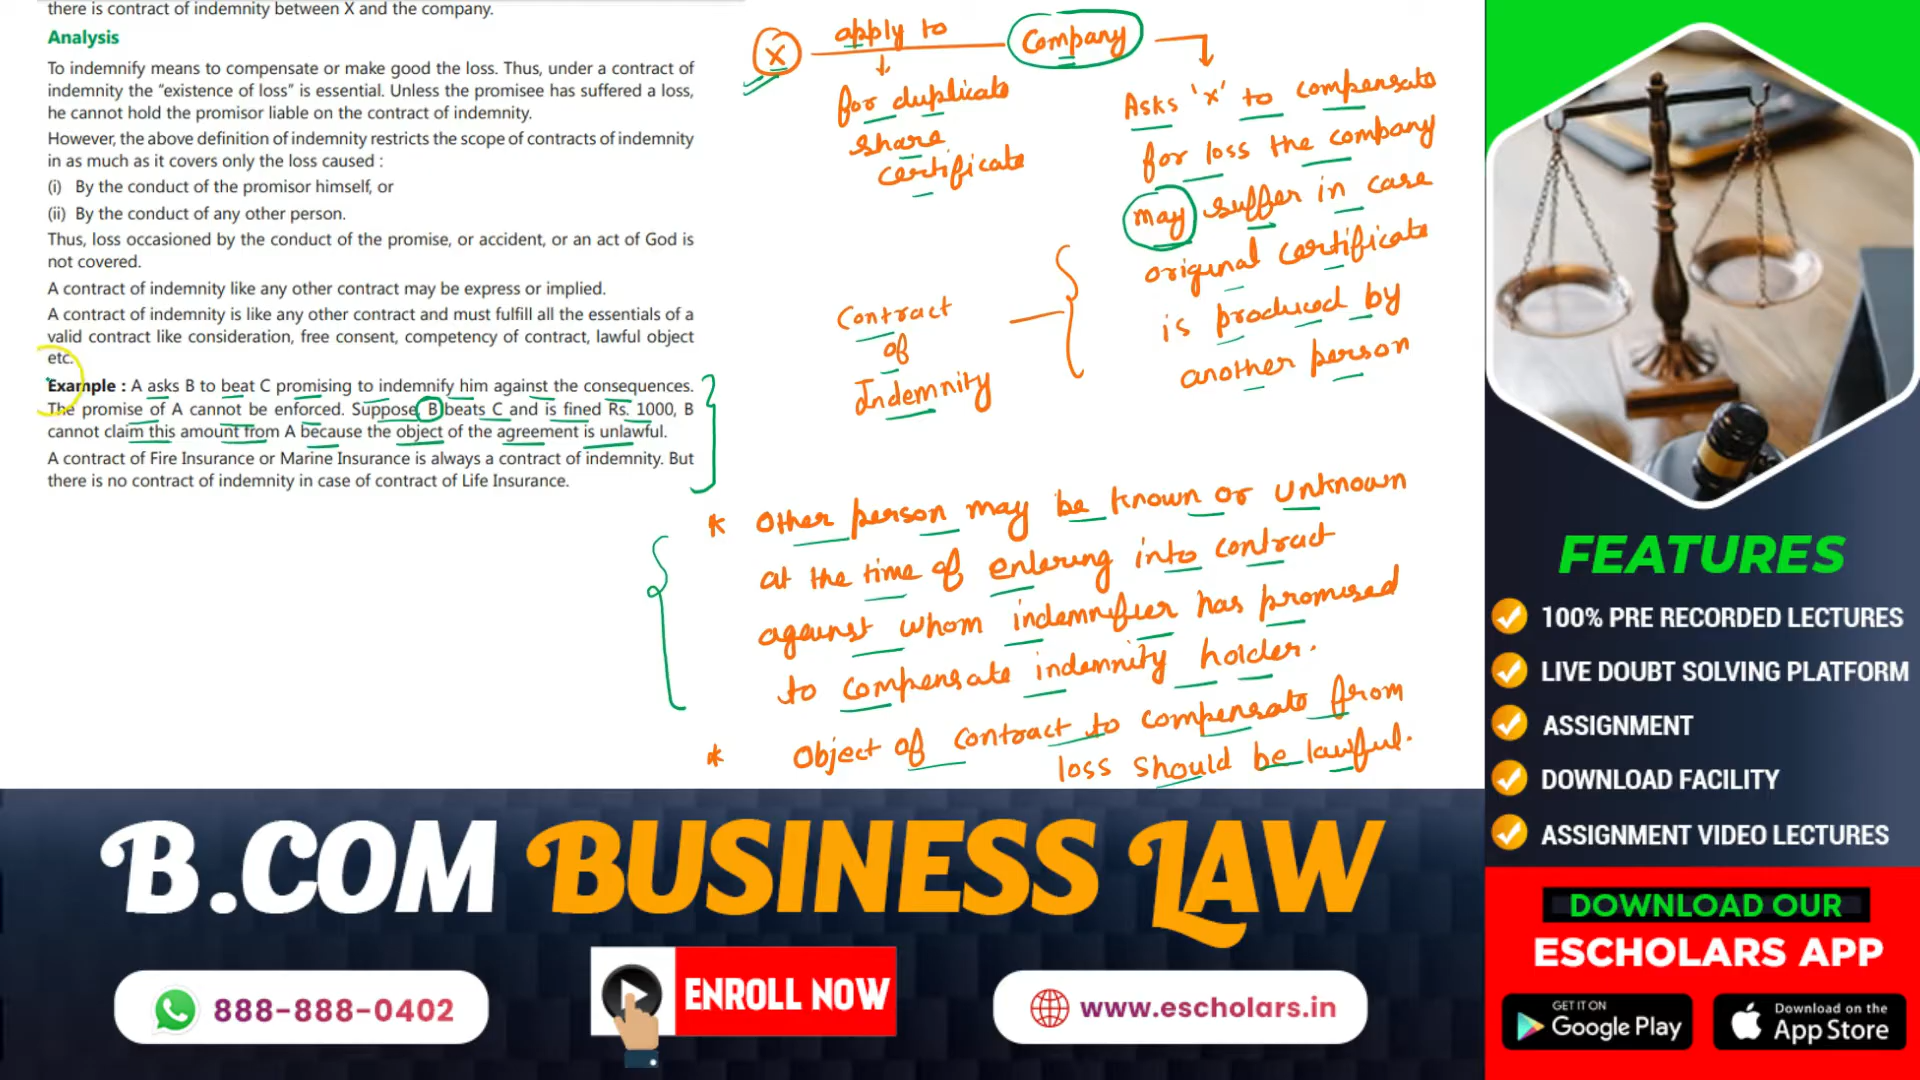 there is contract of indemnity between X and the company.
Analysis
To indemnify means to compensate or make good the loss. Thus, under a contract of
indemnity the “existence of loss” is essential. Unless the promisee has suffered a loss,
he cannot hold the promisor liable on the contract of indemnity.
However, the above definition of indemnity restricts the scope of contracts of indemnity
in as much as it covers only the loss caused :
(i) By the conduct of the promisor himself, or
(ii) By the conduct of any other person.
Thus, loss occasioned by the conduct of the promise, or accident, or an act of God is
not covered.
A contract of indemnity like any other contract may be express or implied.
A contract of indemnity is like any other contract and must fulfill all the essentials of a
valid contract like consideration, free consent, competency of contract, lawful object
etc.
Example : A asks B to beat C promising to indemnify him against the consequences.
The promise of A cannot be enforced. Suppose B beats C and is fined Rs. 1000, B
cannot claim this amount from A because the object of the agreement is unlawful.
A contract of Fire Insurance or Marine Insurance is always a contract of indemnity. But
there is no contract of indemnity in case of contract of Life Insurance.
X apply to Company
for duplicate
share
certificate
Asks 'x' to compensate
for loss the company
may suffer in case
original certificate
is produced by
another person
Contract
of
Indemnity
* Other person may be known or unknown
at the time of entering into contract
against whom indemnifier has promised
to compensate indemnity holder.
* Object of contract to compensate from
loss should be lawful.
FEATURES
100% PRE RECORDED LECTURES
LIVE DOUBT SOLVING PLATFORM
ASSIGNMENT
DOWNLOAD FACILITY
ASSIGNMENT VIDEO LECTURES
DOWNLOAD OUR
ESCHOLARS APP
GET IT ON
Google Play
Download on the
App Store
B.COM BUSINESS LAW
888-888-0402
ENROLL NOW
www.escholars.in